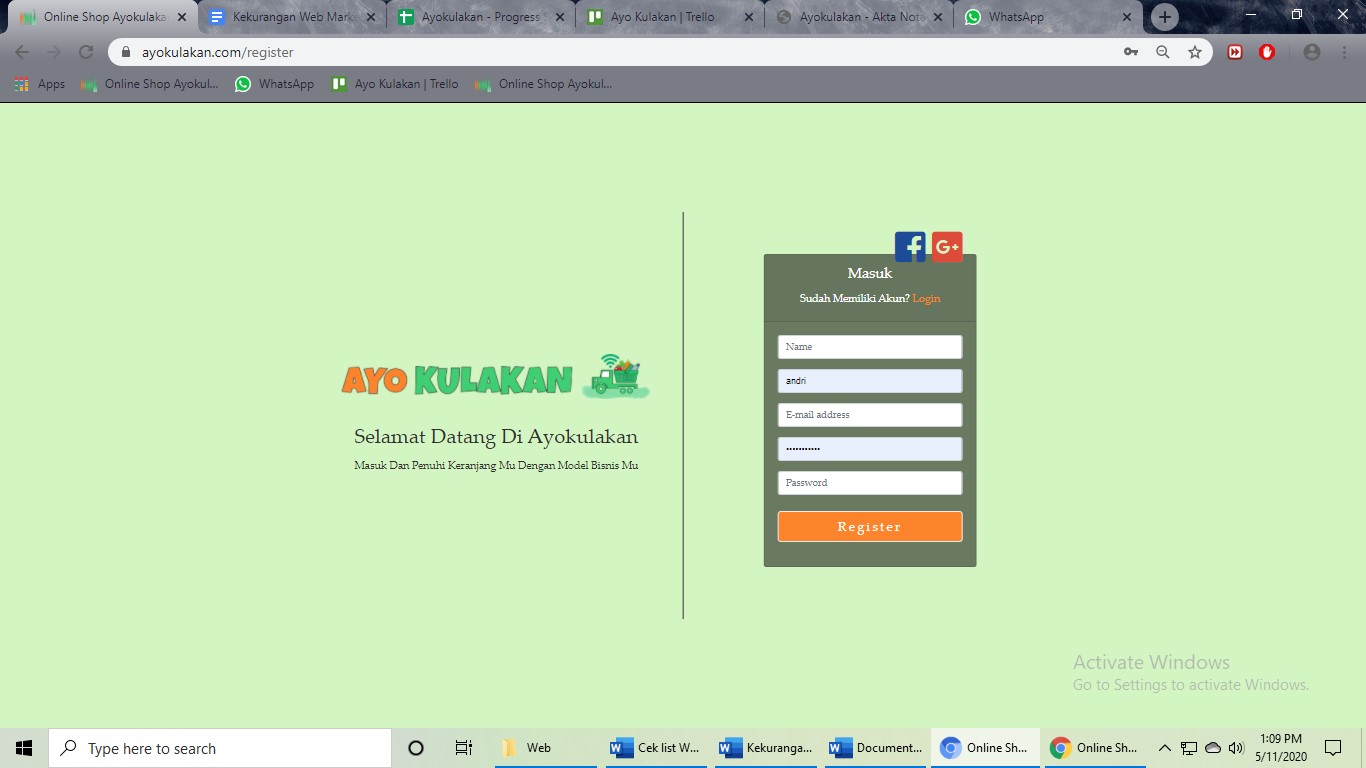 Online Shop Ayokulaka
Kekurangan Web Mark
Ayokulakan - Progress
Ayo Kulakan | Trello
Ayokulakan - Akta Nota
WhatsApp
ayokulakan.com/register
Apps
Online Shop Ayokul...
WhatsApp
Ayo Kulakan | Trello
Online Shop Ayokul...
AYO KULAKAN
Selamat Datang Di Ayokulakan
Masuk Dan Penuhi Keranjang Mu Dengan Model Bisnis Mu
f G+
Masuk
Sudah Memiliki Akun? Login
Name
andri
E-mail address
•••••••••••
Password
Register
Activate Windows
Go to Settings to activate Windows.
Type here to search
Web
Cek list W...
Kekuranga...
Document...
Online Sh...
Online Sh...
1:09 PM
5/11/2020